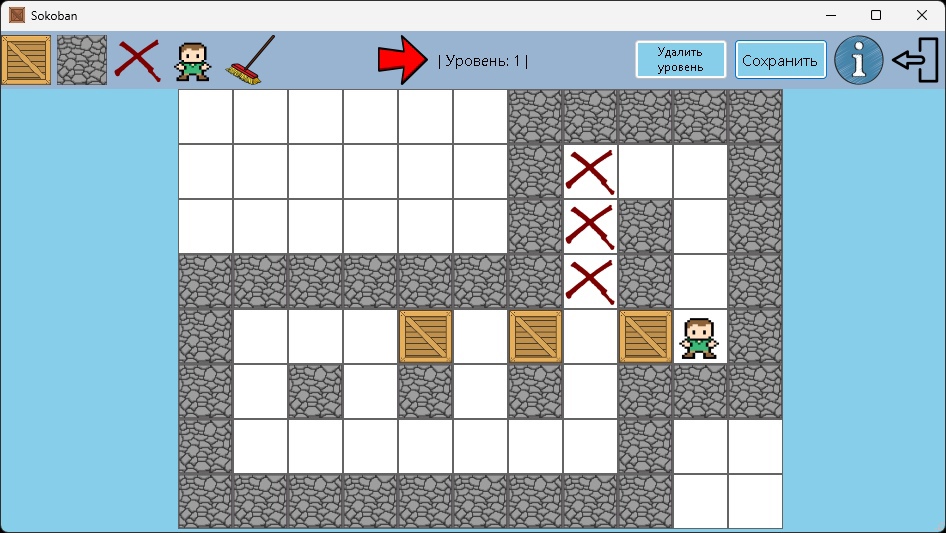 Sokoban
| Уровень: 1 |
Удалить
уровень
Сохранить